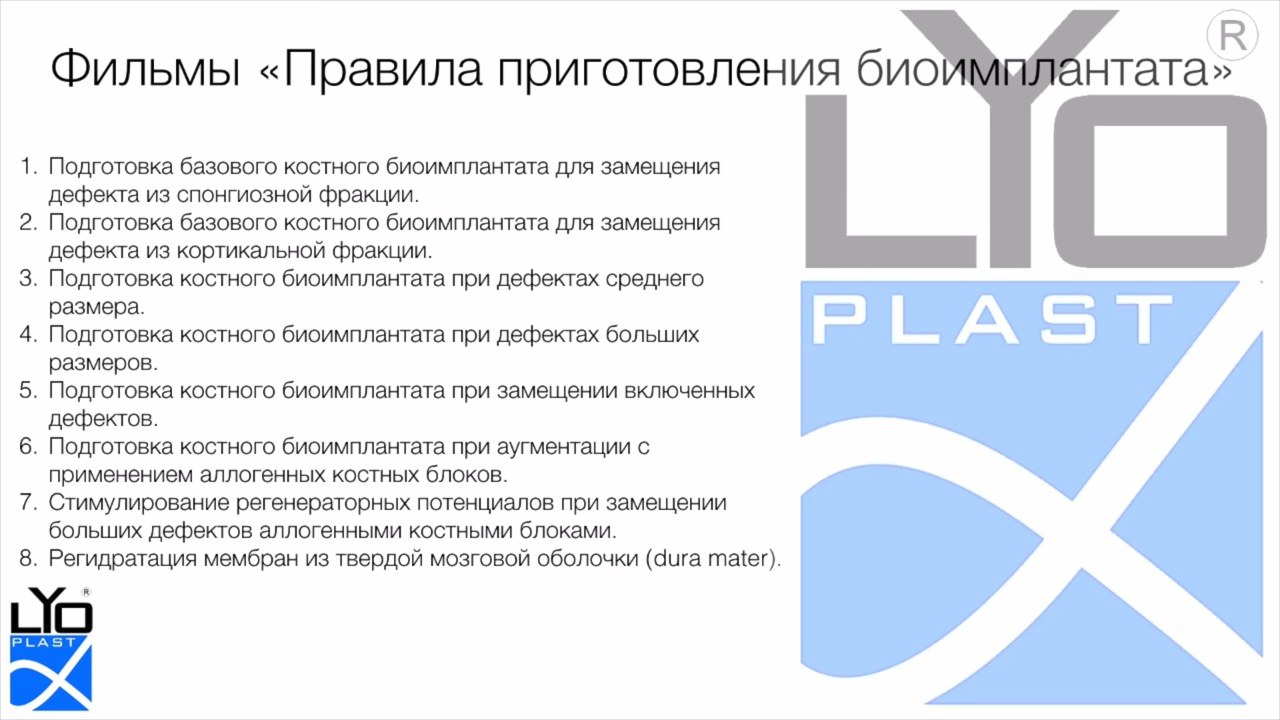 Фильмы «Правила приготовления биоимплантата»
1. Подготовка базового костного биоимплантата для замещения
дефекта из спонгиозной фракции.
2. Подготовка базового костного биоимплантата для замещения
дефекта из кортикальной фракции.
3. Подготовка костного биоимплантата при дефектах среднего
размера.
4. Подготовка костного биоимплантата при дефектах больших
размеров.
5. Подготовка костного биоимплантата при замещении включенных
дефектов.
6. Подготовка костного биоимплантата при аугментации с
применением аллогенных костных блоков.
7. Стимулирование регенераторных потенциалов при замещении
больших дефектов аллогенными костными блоками.
8. Регидратация мембран из твердой мозговой оболочки (dura mater).
LYO ®
PLAST
LYO ®
PLAST